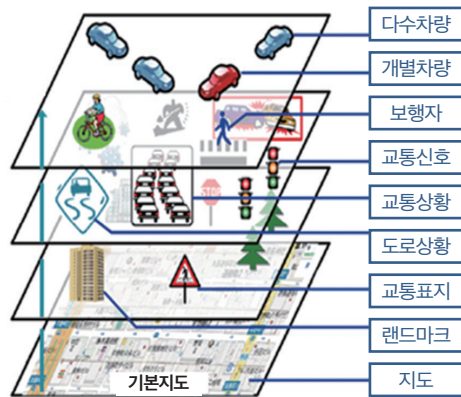 다수차량
개별차량
보행자
교통신호
STOP
교통상황
도로상황
교통표지
랜드마크
기본지도
지도